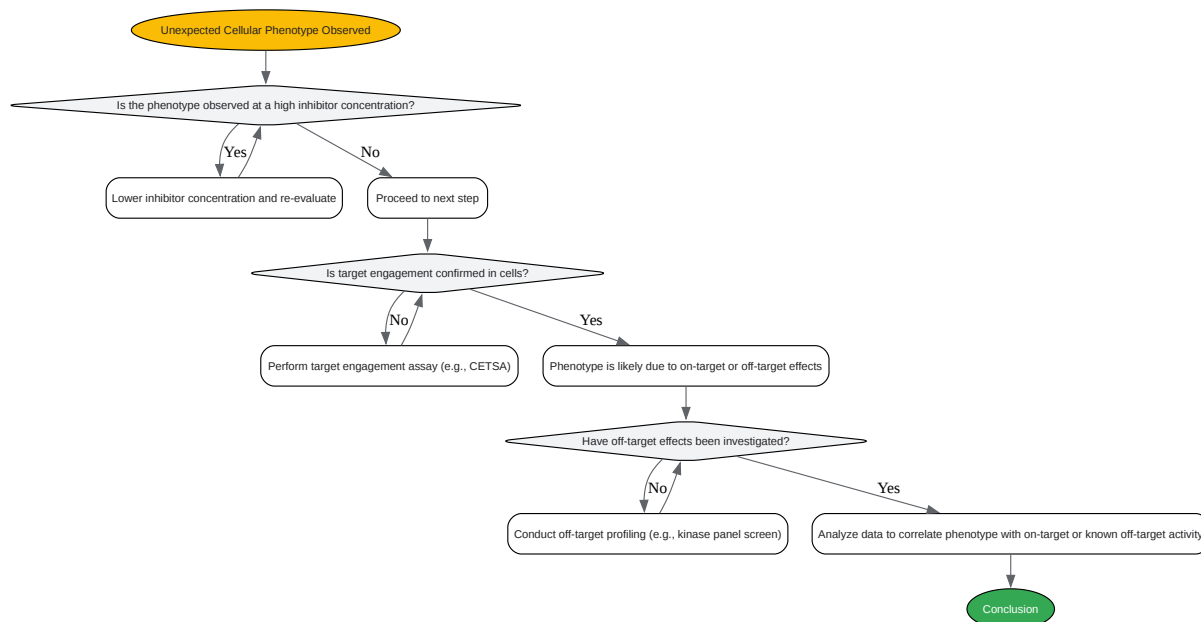 Unexpected Cellular Phenotype Observed
Is the phenotype observed at a high inhibitor concentration?
Yes
No
Lower inhibitor concentration and re-evaluate
Proceed to next step
Is target engagement confirmed in cells?
No
Yes
Perform target engagement assay (e.g., CETSA)
Phenotype is likely due to on-target or off-target effects
Have off-target effects been investigated?
No
Yes
Conduct off-target profiling (e.g., kinase panel screen)
Analyze data to correlate phenotype with on-target or known off-target activity
Conclusion